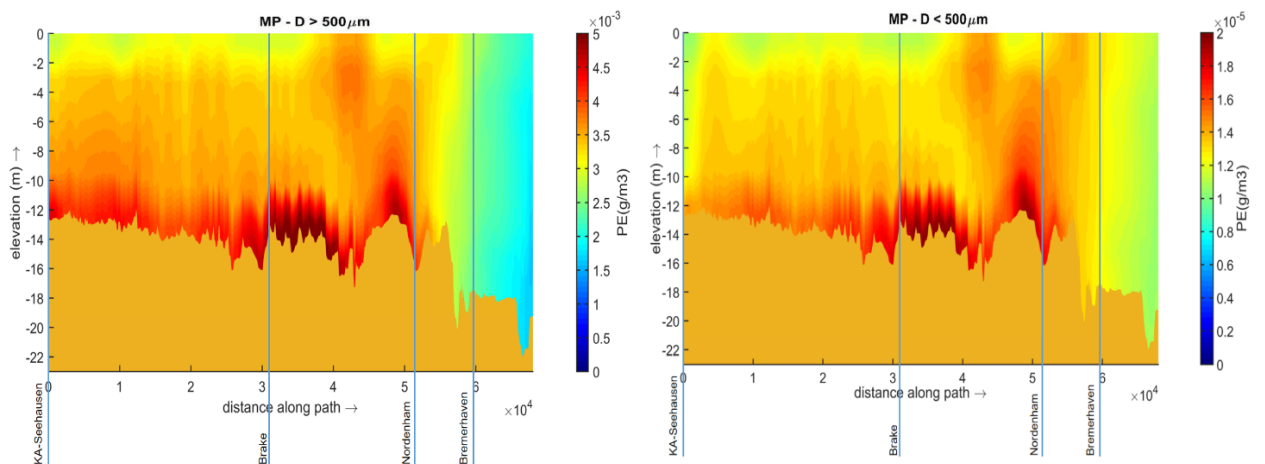 MP - D > 500µm
×10⁻³
0
-2
-4
-6
-8
-10
-12
-14
-16
-18
-20
-22
elevation (m) →
0 1 2 3 4 5 6
distance along path →
×10⁴
KA-Seehausen
Brake
Nordenham
Bremerhaven
5
4.5
4
3.5
3
2.5
2
1.5
1
0.5
0
PE(g/m3)
MP - D < 500µm
×10⁻⁵
0
-2
-4
-6
-8
-10
-12
-14
-16
-18
-20
-22
elevation (m) →
0 1 2 3 4 5 6
distance along path →
×10⁴
KA-Seehausen
Brake
Nordenham
Bremerhaven
2
1.8
1.6
1.4
1.2
1
0.8
0.6
0.4
0.2
0
PE(g/m3)